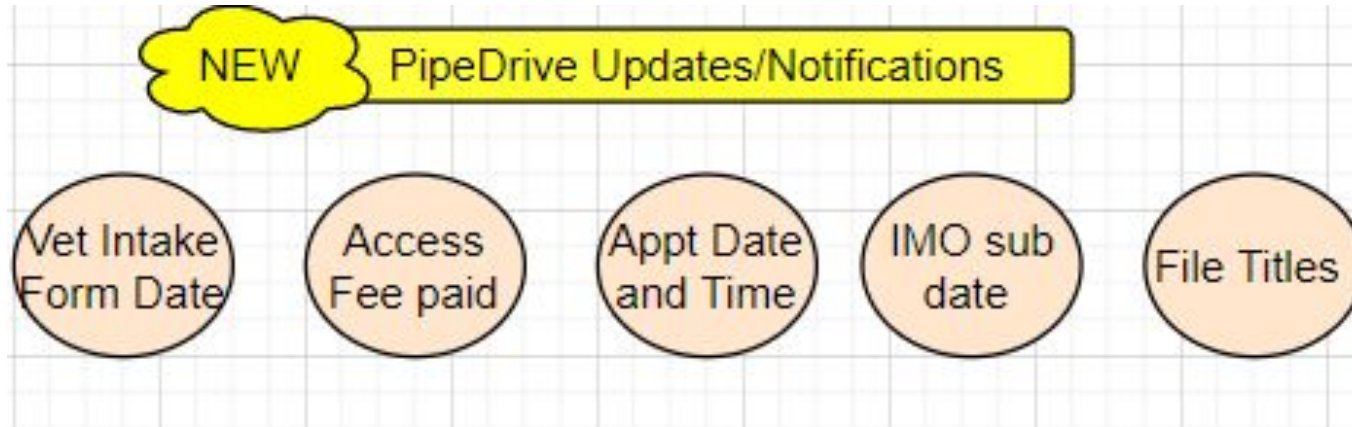 NEW
PipeDrive Updates/Notifications
Vet Intake
Form Date
Access
Fee paid
Appt Date
and Time
IMO sub
date
File Titles